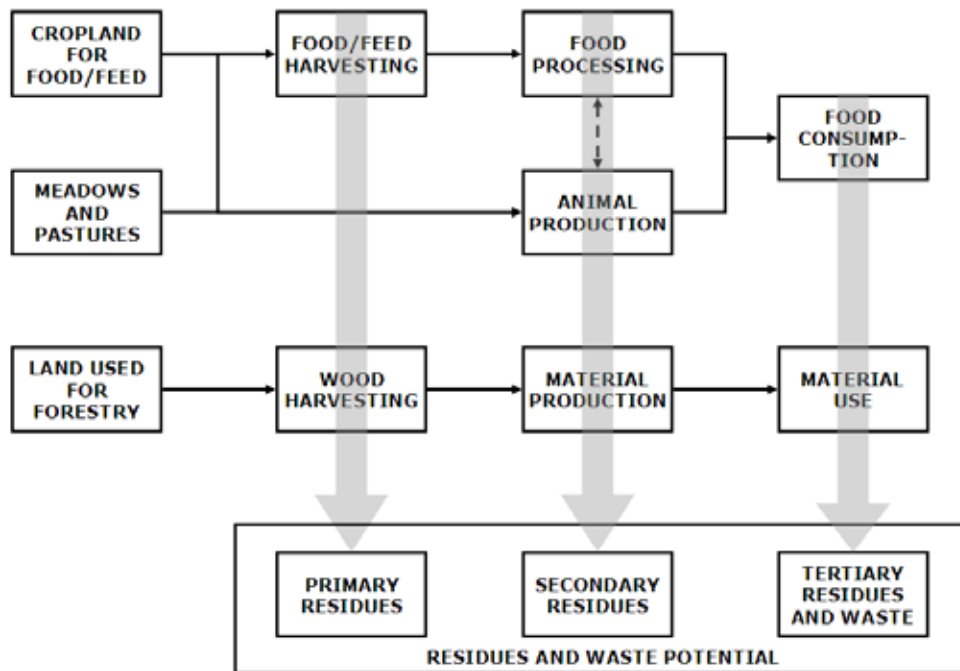 CROPLAND
FOR
FOOD/FEED
FOOD/FEED
HARVESTING
FOOD
PROCESSING
FOOD
CONSUMP-
TION
MEADOWS
AND
PASTURES
ANIMAL
PRODUCTION
LAND USED
FOR
FORESTRY
WOOD
HARVESTING
MATERIAL
PRODUCTION
MATERIAL
USE
PRIMARY
RESIDUES
SECONDARY
RESIDUES
TERTIARY
RESIDUES
AND WASTE
RESIDUES AND WASTE POTENTIAL